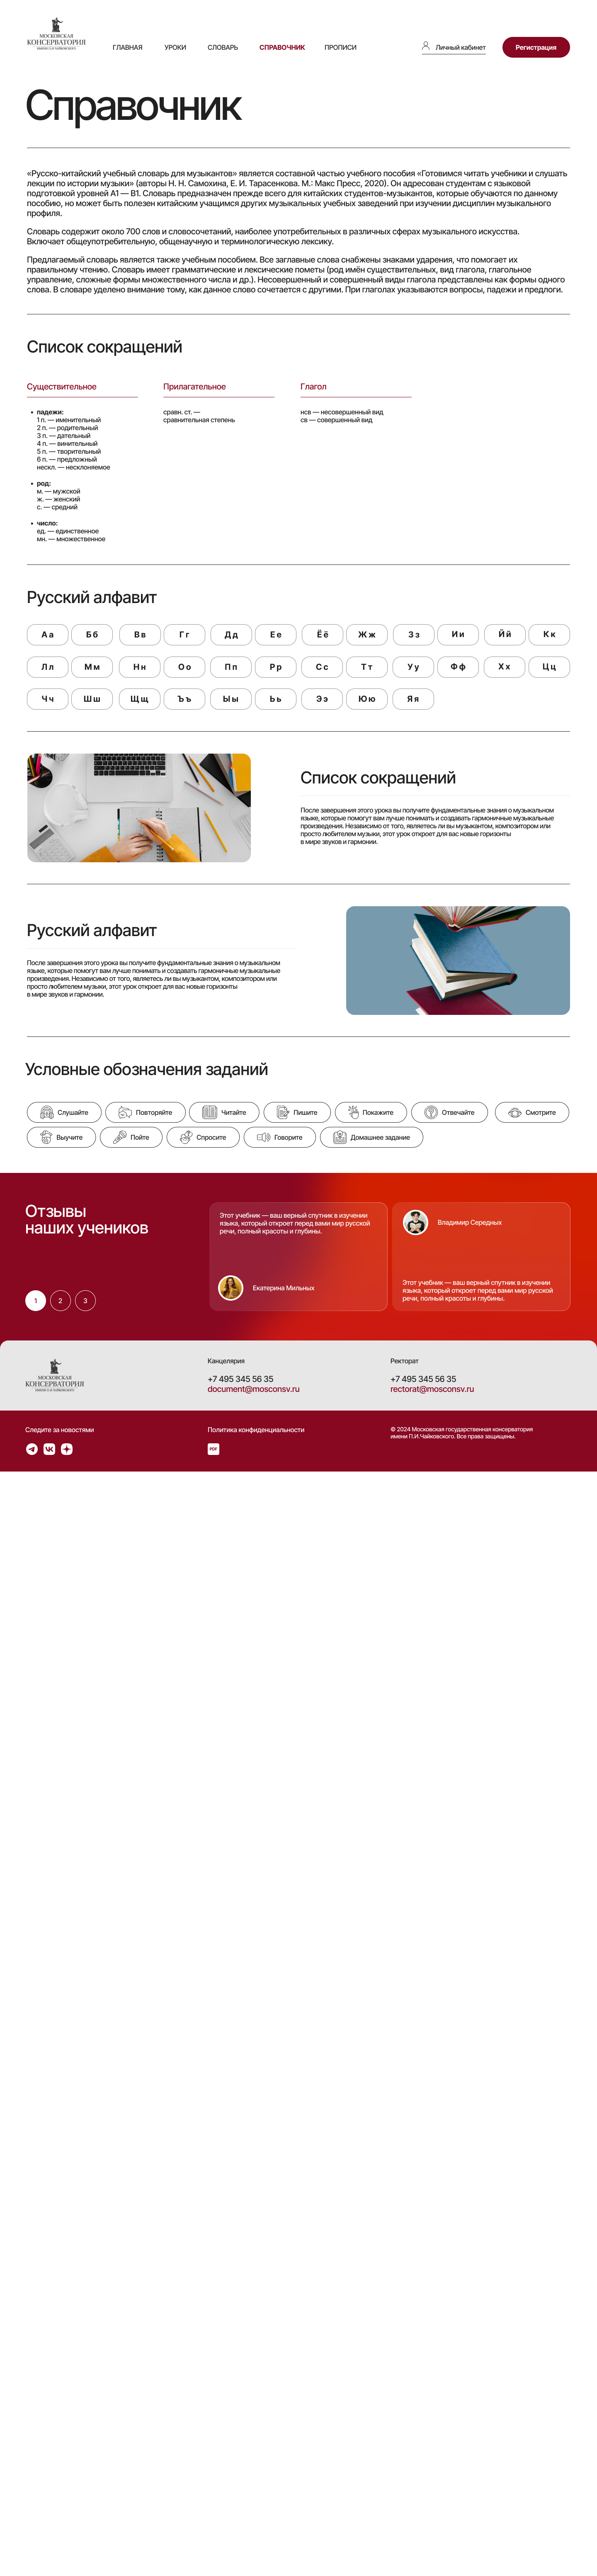 МОСКОВСКАЯ
КОНСЕРВАТОРИЯ
ИМЕНИ П.И.ЧАЙКОВСКОГО
ГЛАВНАЯ
УРОКИ
СЛОВАРЬ
СПРАВОЧНИК
ПРОПИСИ
Личный кабинет
Регистрация
Справочник
«Русско-китайский учебный словарь для музыкантов» является составной частью учебного пособия «Готовимся читать учебники и слушать
лекции по истории музыки» (авторы Н. Н. Самохина, Е. И. Тарасенкова. М.: Макс Пресс, 2020). Он адресован студентам с языковой
подготовкой уровней А1 — В1. Словарь предназначен прежде всего для китайских студентов-музыкантов, которые обучаются по данному
пособию, но может быть полезен китайским учащимся других музыкальных учебных заведений при изучении дисциплин музыкального
профиля.
Словарь содержит около 700 слов и словосочетаний, наиболее употребительных в различных сферах музыкального искусства.
Включает общеупотребительную, общенаучную и терминологическую лексику.
Предлагаемый словарь является также учебным пособием. Все заглавные слова снабжены знаками ударения, что помогает их
правильному чтению. Словарь имеет грамматические и лексические пометы (род имён существительных, вид глагола, глагольное
управление, сложные формы множественного числа и др.). Несовершенный и совершенный виды глагола представлены как формы одного
слова. В словаре уделено внимание тому, как данное слово сочетается с другими. При глаголах указываются вопросы, падежи и предлоги.
Список сокращений
Существительное
• падежи:
1 п. — именительный
2 п. — родительный
3 п. — дательный
4 п. — винительный
5 п. — творительный
6 п. — предложный
нескл. — несклоняемое
• род:
м. — мужской
ж. — женский
с. — средний
• число:
ед. — единственное
мн. — множественное
Прилагательное
сравн. ст. —
сравнительная степень
Глагол
нсв — несовершенный вид
св — совершенный вид
Русский алфавит
Аа Бб Вв Гг Дд Ее Ёё Жж Зз Ии Йй Кк
Лл Мм Нн Оо Пп Рр Сс Тт Уу Фф Хх Цц
Чч Шш Щщ Ъъ Ыы Ьь Ээ Юю Яя
Список сокращений
После завершения этого урока вы получите фундаментальные знания о музыкальном
языке, которые помогут вам лучше понимать и создавать гармоничные музыкальные
произведения. Независимо от того, являетесь ли вы музыкантом, композитором или
просто любителем музыки, этот урок откроет для вас новые горизонты
в мире звуков и гармонии.
Русский алфавит
После завершения этого урока вы получите фундаментальные знания о музыкальном
языке, которые помогут вам лучше понимать и создавать гармоничные музыкальные
произведения. Независимо от того, являетесь ли вы музыкантом, композитором или
просто любителем музыки, этот урок откроет для вас новые горизонты
в мире звуков и гармонии.
Условные обозначения заданий
Слушайте
Повторяйте
Читайте
Пишите
Покажите
Отвечайте
Смотрите
Выучите
Пойте
Спросите
Говорите
Домашнее задание
Отзывы
наших учеников
1
2
3
Этот учебник — ваш верный спутник в изучении
языка, который откроет перед вами мир русской
речи, полный красоты и глубины.
Екатерина Мильных
Владимир Середных
Этот учебник — ваш верный спутник в изучении
языка, который откроет перед вами мир русской
речи, полный красоты и глубины.
МОСКОВСКАЯ
КОНСЕРВАТОРИЯ
ИМЕНИ П.И.ЧАЙКОВСКОГО
Канцелярия
+7 495 345 56 35
document@mosconsv.ru
Ректорат
+7 495 345 56 35
rectorat@mosconsv.ru
Следите за новостями
Политика конфиденциальности
PDF
© 2024 Московская государственная консерватория
имени П.И.Чайковского. Все права защищены.